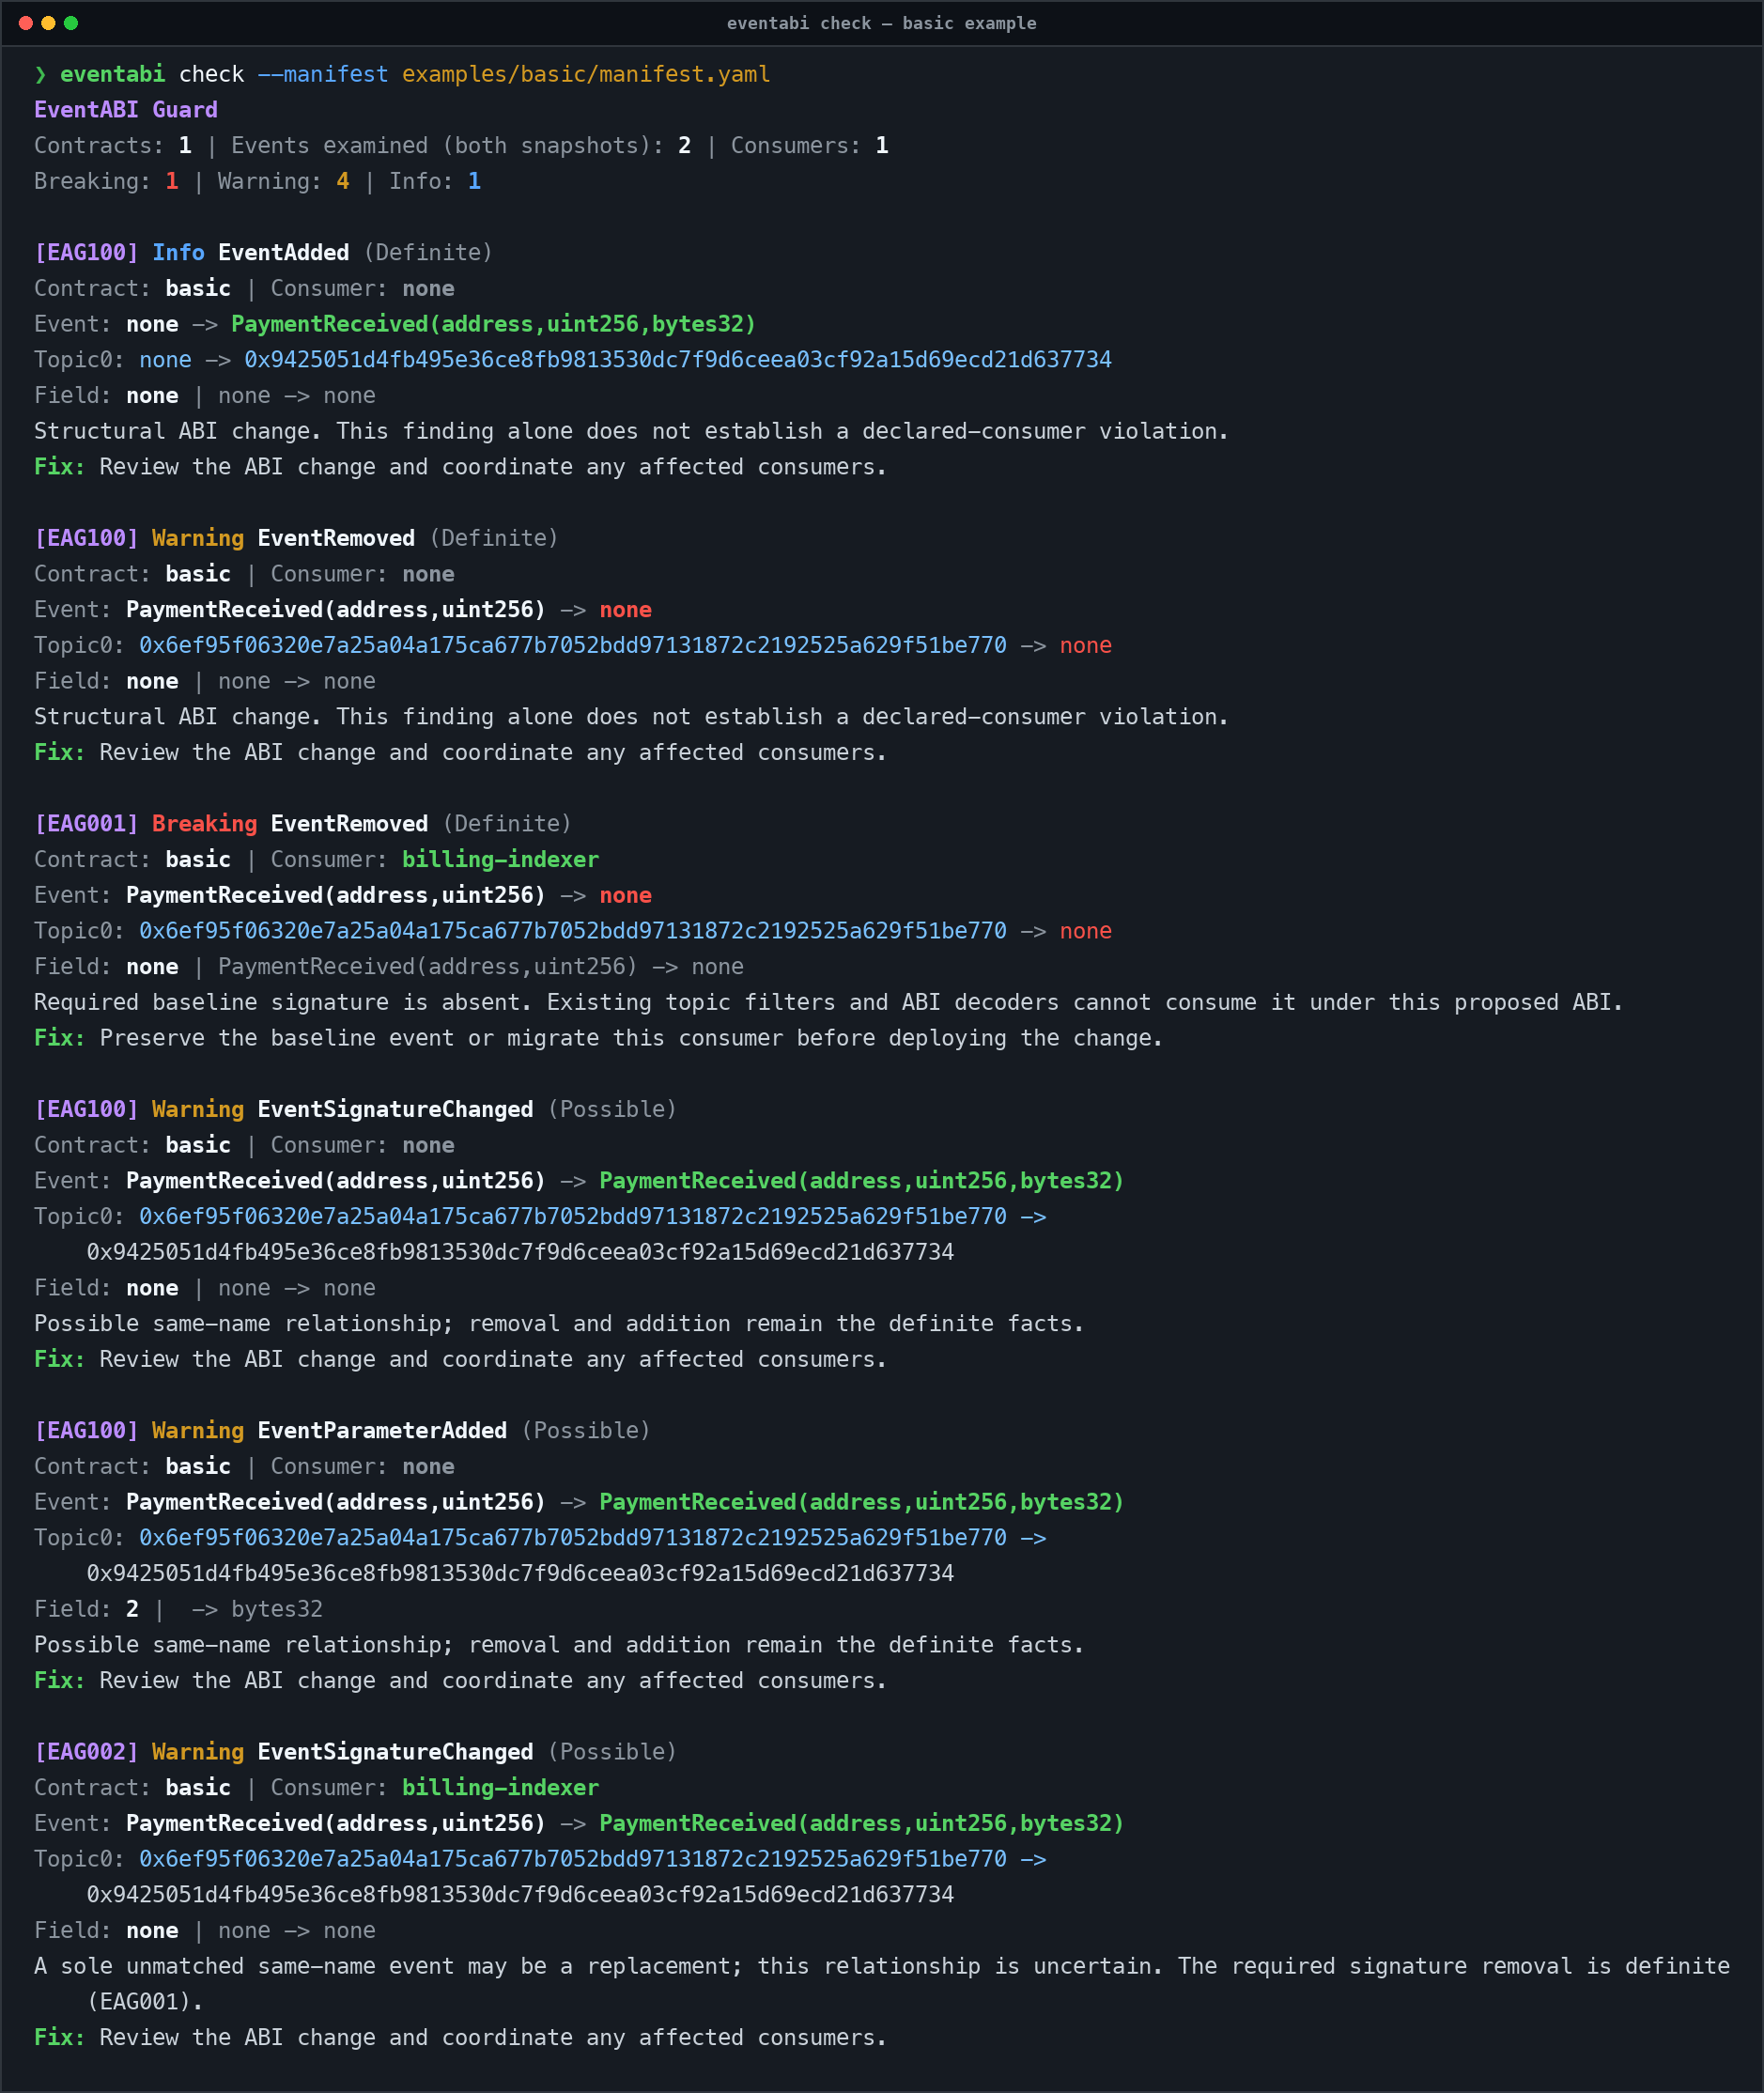 eventabi check — basic example
❯ eventabi check --manifest examples/basic/manifest.yaml
EventABI Guard
Contracts: 1 | Events examined (both snapshots): 2 | Consumers: 1
Breaking: 1 | Warning: 4 | Info: 1
[EAG100] Info EventAdded (Definite)
Contract: basic | Consumer: none
Event: none -> PaymentReceived(address,uint256,bytes32)
Topic0: none -> 0x9425051d4fb495e36ce8fb9813530dc7f9d6ceea03cf92a15d69ecd21d637734
Field: none | none -> none
Structural ABI change. This finding alone does not establish a declared-consumer violation.
Fix: Review the ABI change and coordinate any affected consumers.
[EAG100] Warning EventRemoved (Definite)
Contract: basic | Consumer: none
Event: PaymentReceived(address,uint256) -> none
Topic0: 0x6ef95f06320e7a25a04a175ca677b7052bdd97131872c2192525a629f51be770 -> none
Field: none | none -> none
Structural ABI change. This finding alone does not establish a declared-consumer violation.
Fix: Review the ABI change and coordinate any affected consumers.
[EAG001] Breaking EventRemoved (Definite)
Contract: basic | Consumer: billing-indexer
Event: PaymentReceived(address,uint256) -> none
Topic0: 0x6ef95f06320e7a25a04a175ca677b7052bdd97131872c2192525a629f51be770 -> none
Field: none | PaymentReceived(address,uint256) -> none
Required baseline signature is absent. Existing topic filters and ABI decoders cannot consume it under this proposed ABI.
Fix: Preserve the baseline event or migrate this consumer before deploying the change.
[EAG100] Warning EventSignatureChanged (Possible)
Contract: basic | Consumer: none
Event: PaymentReceived(address,uint256) -> PaymentReceived(address,uint256,bytes32)
Topic0: 0x6ef95f06320e7a25a04a175ca677b7052bdd97131872c2192525a629f51be770 ->
0x9425051d4fb495e36ce8fb9813530dc7f9d6ceea03cf92a15d69ecd21d637734
Field: none | none -> none
Possible same-name relationship; removal and addition remain the definite facts.
Fix: Review the ABI change and coordinate any affected consumers.
[EAG100] Warning EventParameterAdded (Possible)
Contract: basic | Consumer: none
Event: PaymentReceived(address,uint256) -> PaymentReceived(address,uint256,bytes32)
Topic0: 0x6ef95f06320e7a25a04a175ca677b7052bdd97131872c2192525a629f51be770 ->
0x9425051d4fb495e36ce8fb9813530dc7f9d6ceea03cf92a15d69ecd21d637734
Field: 2 |  -> bytes32
Possible same-name relationship; removal and addition remain the definite facts.
Fix: Review the ABI change and coordinate any affected consumers.
[EAG002] Warning EventSignatureChanged (Possible)
Contract: basic | Consumer: billing-indexer
Event: PaymentReceived(address,uint256) -> PaymentReceived(address,uint256,bytes32)
Topic0: 0x6ef95f06320e7a25a04a175ca677b7052bdd97131872c2192525a629f51be770 ->
0x9425051d4fb495e36ce8fb9813530dc7f9d6ceea03cf92a15d69ecd21d637734
Field: none | none -> none
A sole unmatched same-name event may be a replacement; this relationship is uncertain. The required signature removal is definite
(EAG001).
Fix: Review the ABI change and coordinate any affected consumers.